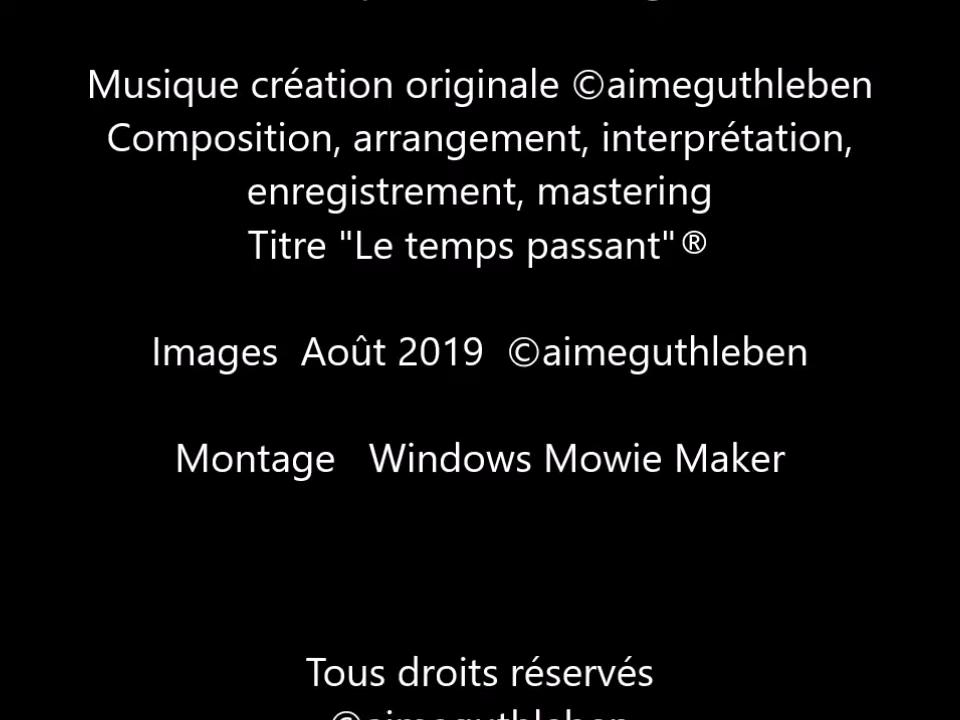 Musique création originale ©aimeguthleben
Composition, arrangement, interprétation,
enregistrement, mastering
Titre "Le temps passant"®
Images  Août 2019  ©aimeguthleben
Montage   Windows Mowie Maker
Tous droits réservés
©aimeguthleben